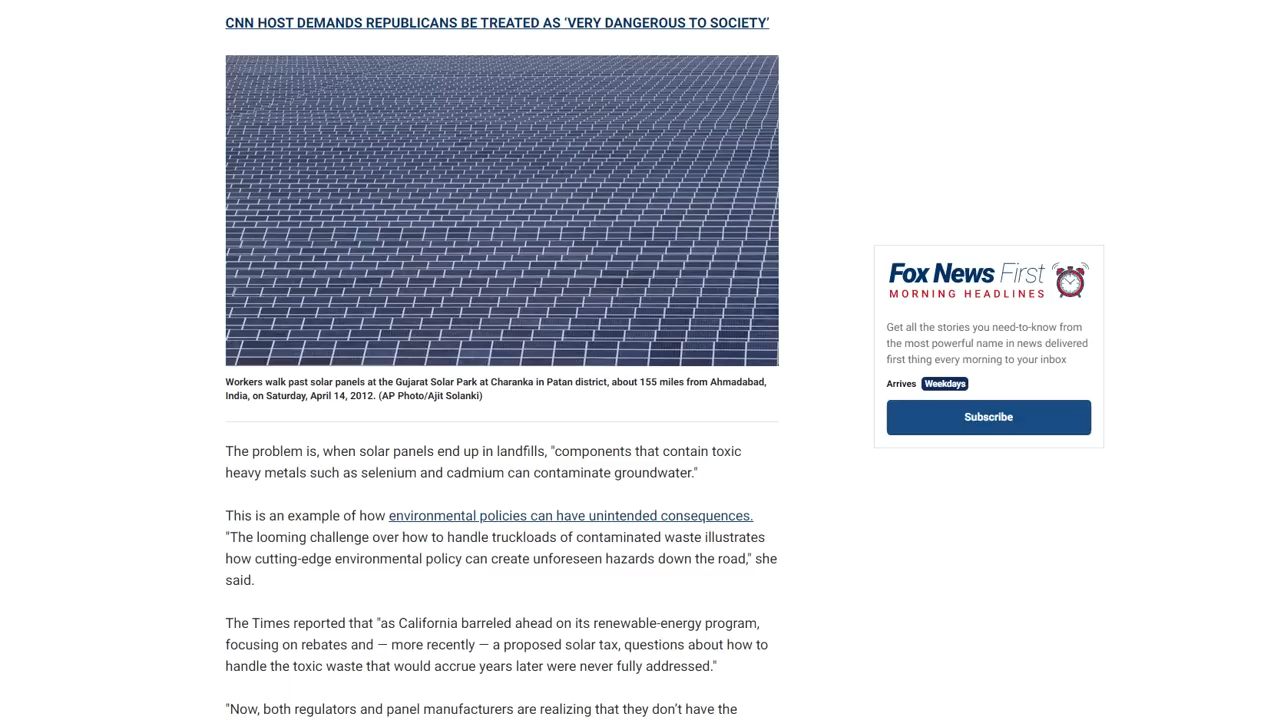 CNN HOST DEMANDS REPUBLICANS BE TREATED AS ‘VERY DANGEROUS TO SOCIETY’
Workers walk past solar panels at the Gujarat Solar Park at Charanka in Patan district, about 155 miles from Ahmadabad,
India, on Saturday, April 14, 2012. (AP Photo/Ajit Solanki)
The problem is, when solar panels end up in landfills, "components that contain toxic
heavy metals such as selenium and cadmium can contaminate groundwater."
This is an example of how environmental policies can have unintended consequences.
"The looming challenge over how to handle truckloads of contaminated waste illustrates
how cutting-edge environmental policy can create unforeseen hazards down the road," she
said.
The Times reported that "as California barreled ahead on its renewable-energy program,
focusing on rebates and — more recently — a proposed solar tax, questions about how to
handle the toxic waste that would accrue years later were never fully addressed."
"Now, both regulators and panel manufacturers are realizing that they don’t have the
Fox News First
MORNING HEADLINES
Get all the stories you need-to-know from
the most powerful name in news delivered
first thing every morning to your inbox
Arrives Weekdays
Subscribe